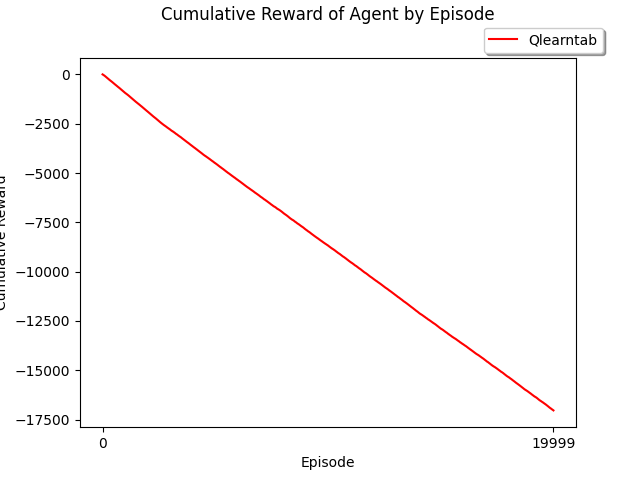 Cumulative Reward of Agent by Episode
Qlearntab
0
−2500
−5000
−7500
−10000
−12500
−15000
−17500
Cumulative Reward
0
19999
Episode